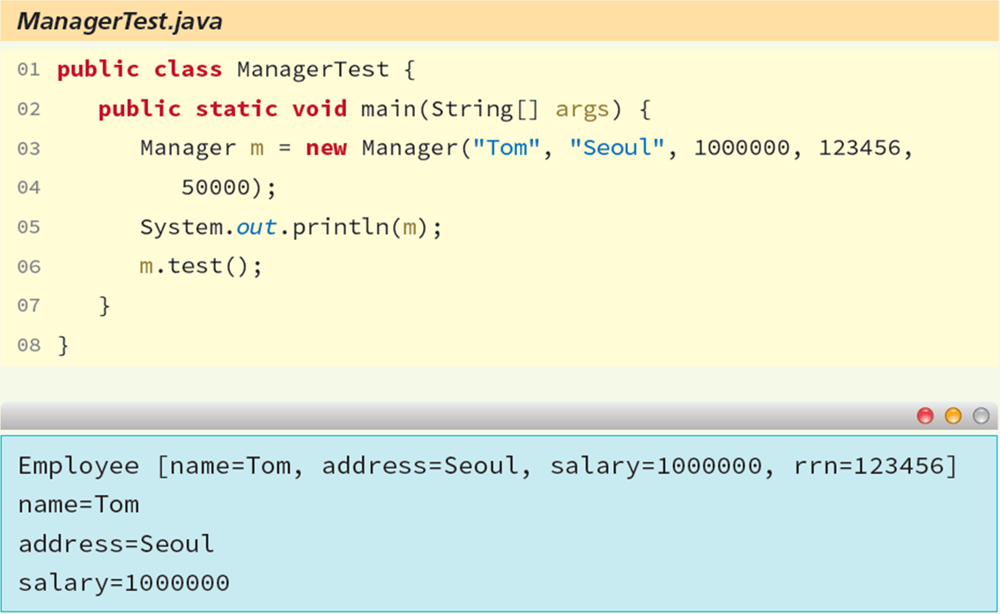 ManagerTest.java
01 public class ManagerTest {
02 public static void main(String[] args) {
03 Manager m = new Manager("Tom", "Seoul", 1000000, 123456,
04 50000);
05 System.out.println(m);
06 m.test();
07 }
08 }
Employee [name=Tom, address=Seoul, salary=1000000, rrn=123456]
name=Tom
address=Seoul
salary=1000000